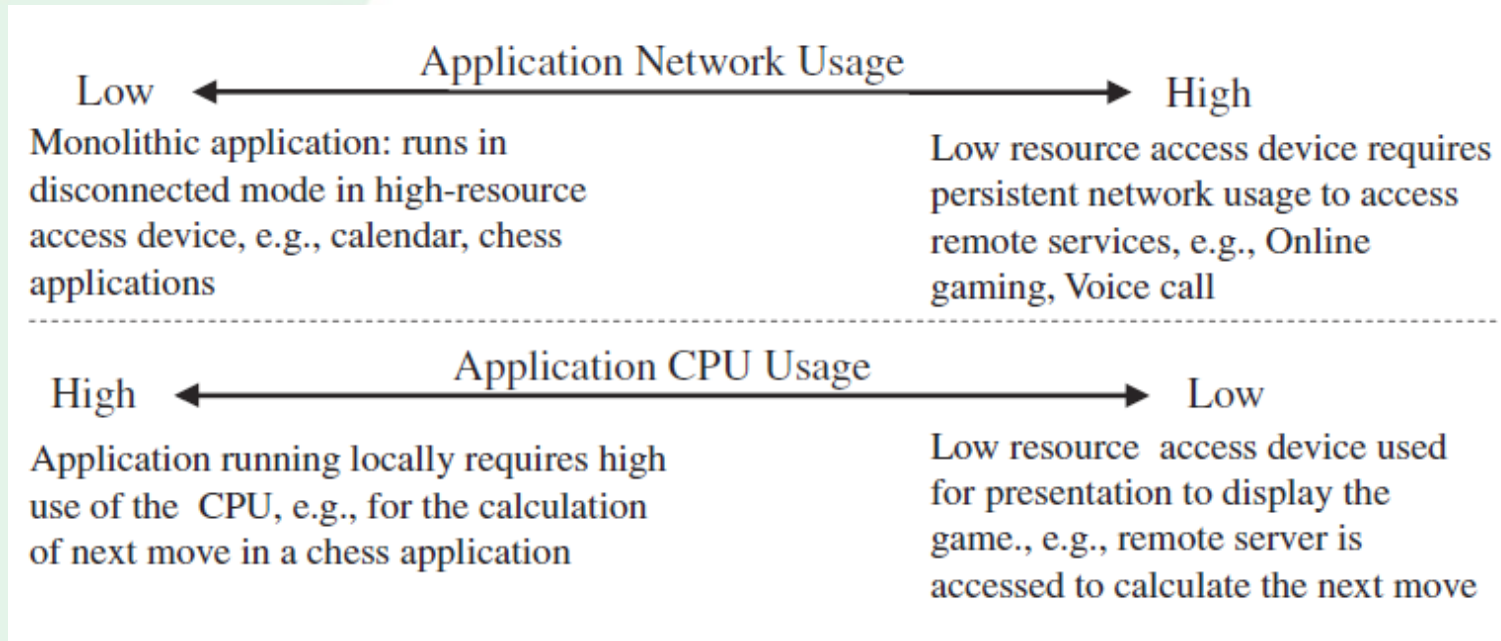 Application Network Usage
Low High
Monolithic application: runs in
disconnected mode in high-resource
access device, e.g., calendar, chess
applications
Low resource access device requires
persistent network usage to access
remote services, e.g., Online
gaming, Voice call
Application CPU Usage
High Low
Application running locally requires high
use of the CPU, e.g., for the calculation
of next move in a chess application
Low resource access device used
for presentation to display the
game., e.g., remote server is
accessed to calculate the next move